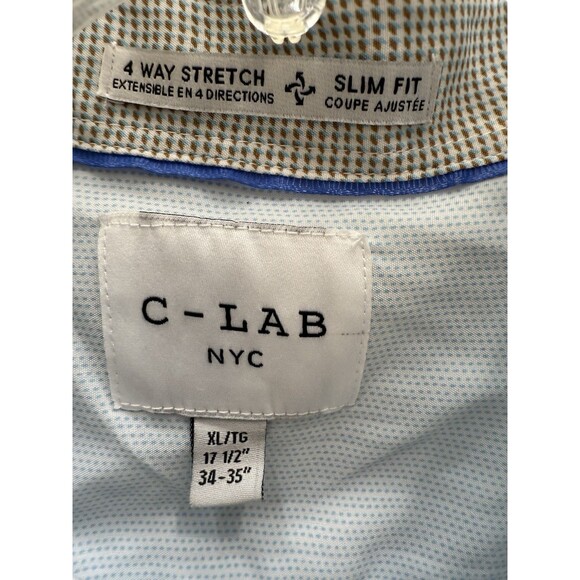 4 WAY STRETCH
EXTENSIBLE EN 4 DIRECTIONS
SLIM FIT
COUPE AJUSTÉE
C-LAB
NYC
XL/TG
17 1/2"
34-35"